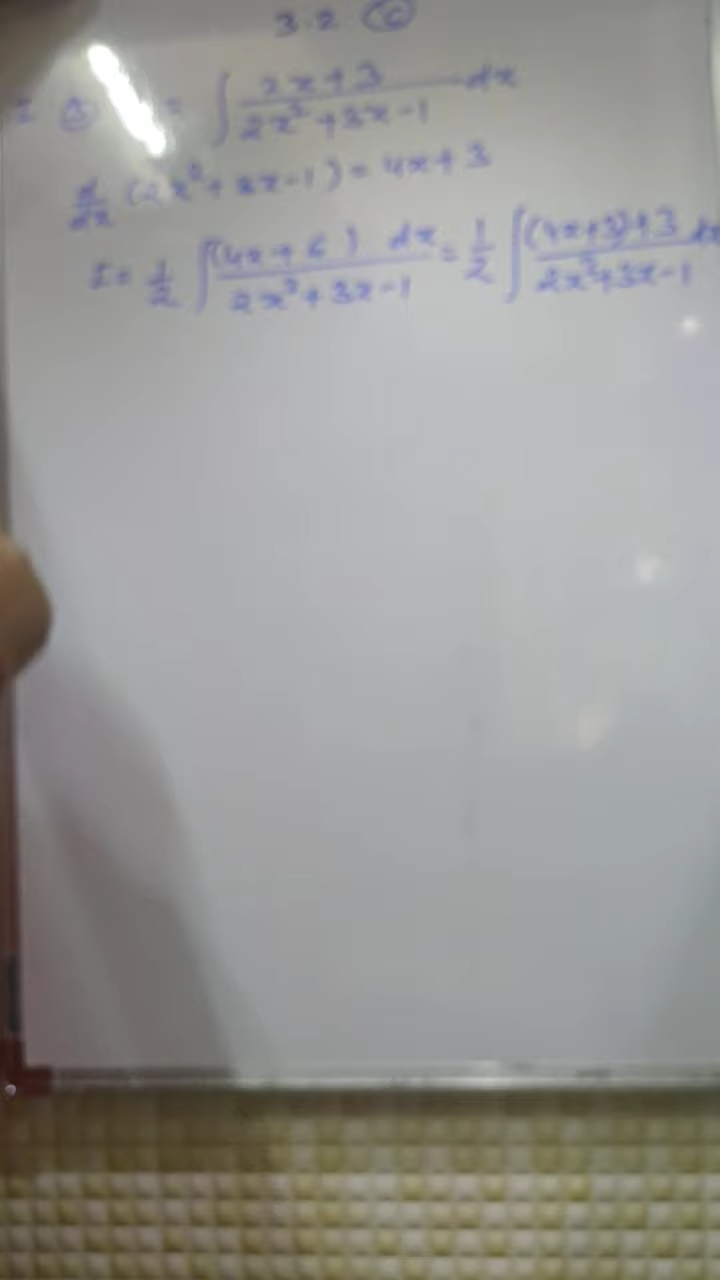 3.2 (C)
I = ∫ (2x+3)/(2x²+3x-1) dx
d/dx (2x²+3x-1) = 4x+3
I = 1/2 ∫ (4x+6) dx/(2x²+3x-1) = 1/2 ∫ ((4x+3)+3)/(2x²+3x-1) dx